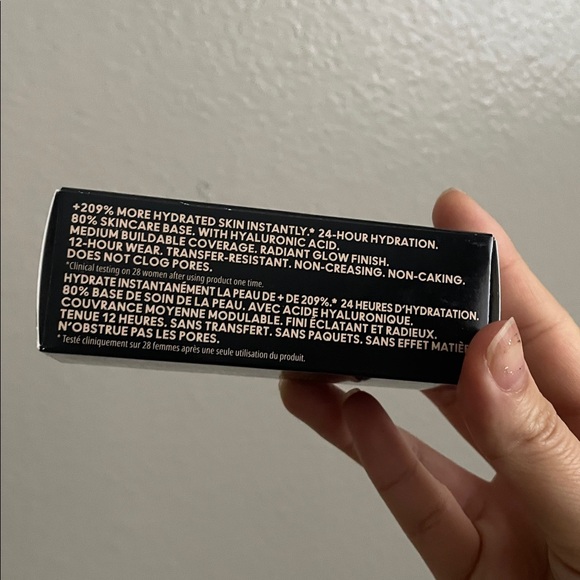 +209% MORE HYDRATED SKIN INSTANTLY.* 24-HOUR HYDRATION.
80% SKINCARE BASE. WITH HYALURONIC ACID.
MEDIUM BUILDABLE COVERAGE. RADIANT GLOW FINISH.
12-HOUR WEAR. TRANSFER-RESISTANT. NON-CREASING. NON-CAKING.
DOES NOT CLOG PORES.
*Clinical testing on 28 women after using product one time.
HYDRATE INSTANTANÉMENT LA PEAU DE + DE 209%.* 24 HEURES D'HYDRATATION.
80% BASE DE SOIN DE LA PEAU, AVEC ACIDE HYALURONIQUE.
COUVRANCE MOYENNE MODULABLE. FINI ÉCLATANT ET RADIEUX.
TENUE 12 HEURES. SANS TRANSFERT. SANS PAQUETS. SANS EFFET MATIÈ
N'OBSTRUE PAS LES PORES.
* Testé cliniquement sur 28 femmes après une seule utilisation du produit.